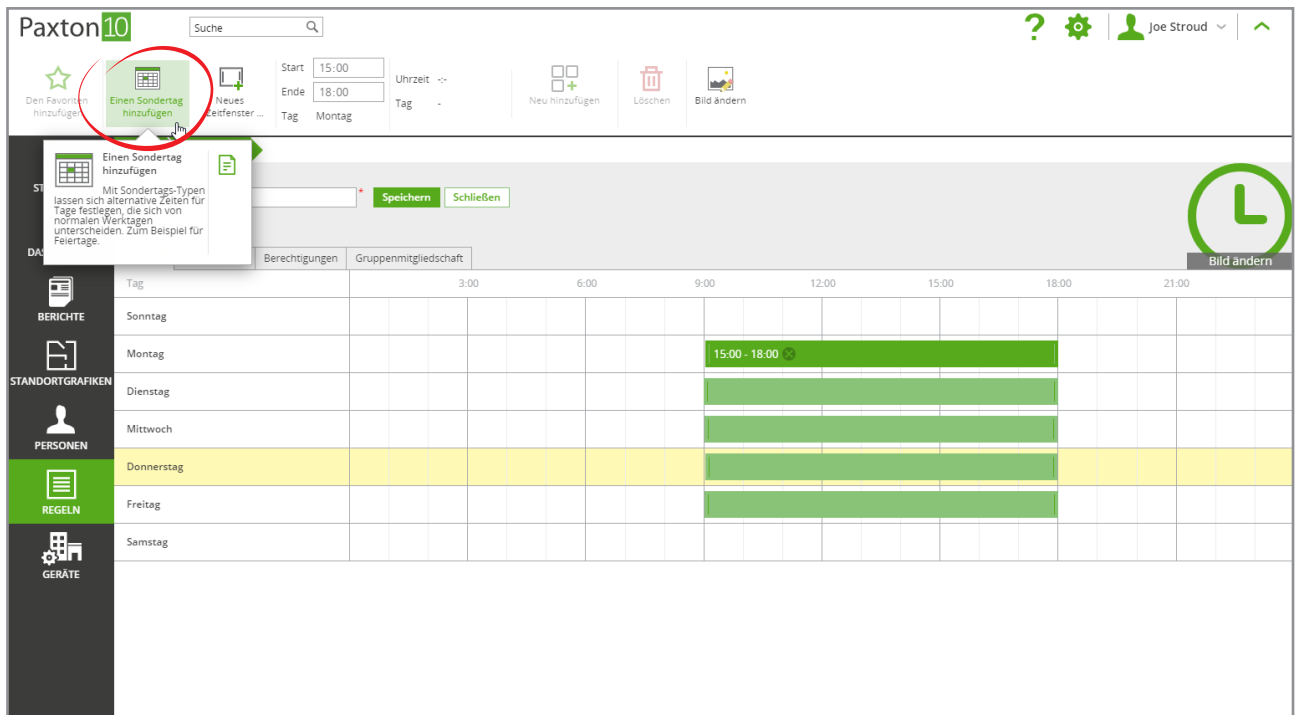 Paxton10
Suche
?
Joe Stroud
Den Favoriten
hinzufügen
Einen Sondertag
hinzufügen
Neues
Zeitfenster ...
Start 15:00
Ende 18:00
Tag Montag
Uhrzeit -:-
Tag -
Neu hinzufügen
Löschen
Bild ändern
Einen Sondertag
hinzufügen
Mit Sondertags-Typen
lassen sich alternative Zeiten für
Tage festlegen, die sich von
normalen Werktagen
unterscheiden. Zum Beispiel für
Feiertage.
* Speichern Schließen
Bild ändern
Berechtigungen Gruppenmitgliedschaft
Tag 3:00 6:00 9:00 12:00 15:00 18:00 21:00
Sonntag
Montag 15:00 - 18:00
Dienstag
Mittwoch
Donnerstag
Freitag
Samstag
BERICHTE
STANDORTGRAFIKEN
PERSONEN
REGELN
GERÄTE